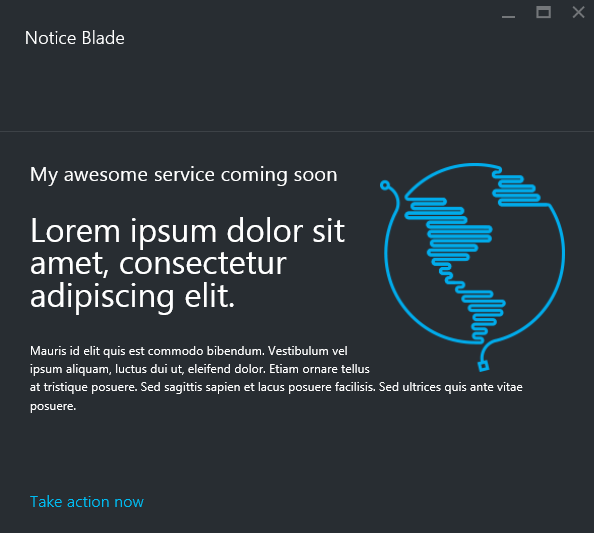 Notice Blade
My awesome service coming soon
Lorem ipsum dolor sit
amet, consectetur
adipiscing elit.
Mauris id elit quis est commodo bibendum. Vestibulum vel
ipsum aliquam, luctus dui ut, eleifend dolor. Etiam ornare tellus
at tristique posuere. Sed sagittis sapien et lacus posuere facilisis. Sed ultrices quis ante vitae
posuere.
Take action now